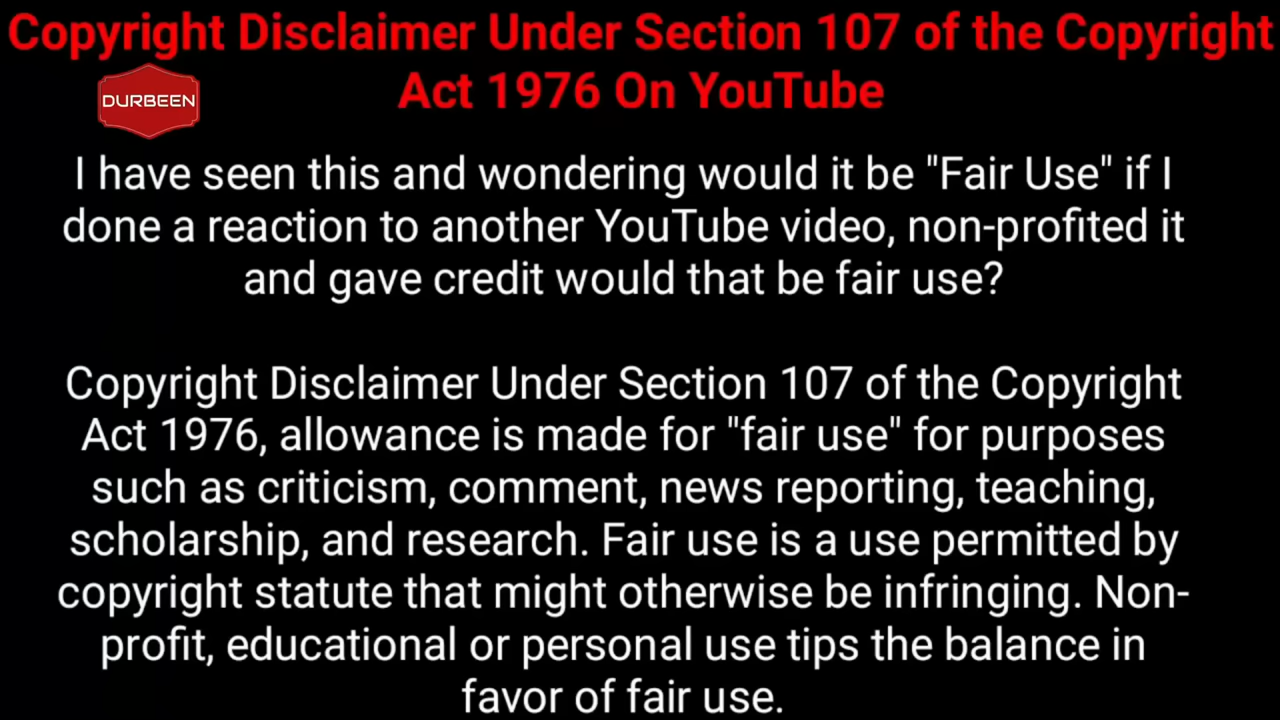 Copyright Disclaimer Under Section 107 of the Copyright
Act 1976 On YouTube
DURBEEN
I have seen this and wondering would it be "Fair Use" if I
done a reaction to another YouTube video, non-profited it
and gave credit would that be fair use?
Copyright Disclaimer Under Section 107 of the Copyright
Act 1976, allowance is made for "fair use" for purposes
such as criticism, comment, news reporting, teaching,
scholarship, and research. Fair use is a use permitted by
copyright statute that might otherwise be infringing. Non-
profit, educational or personal use tips the balance in
favor of fair use.